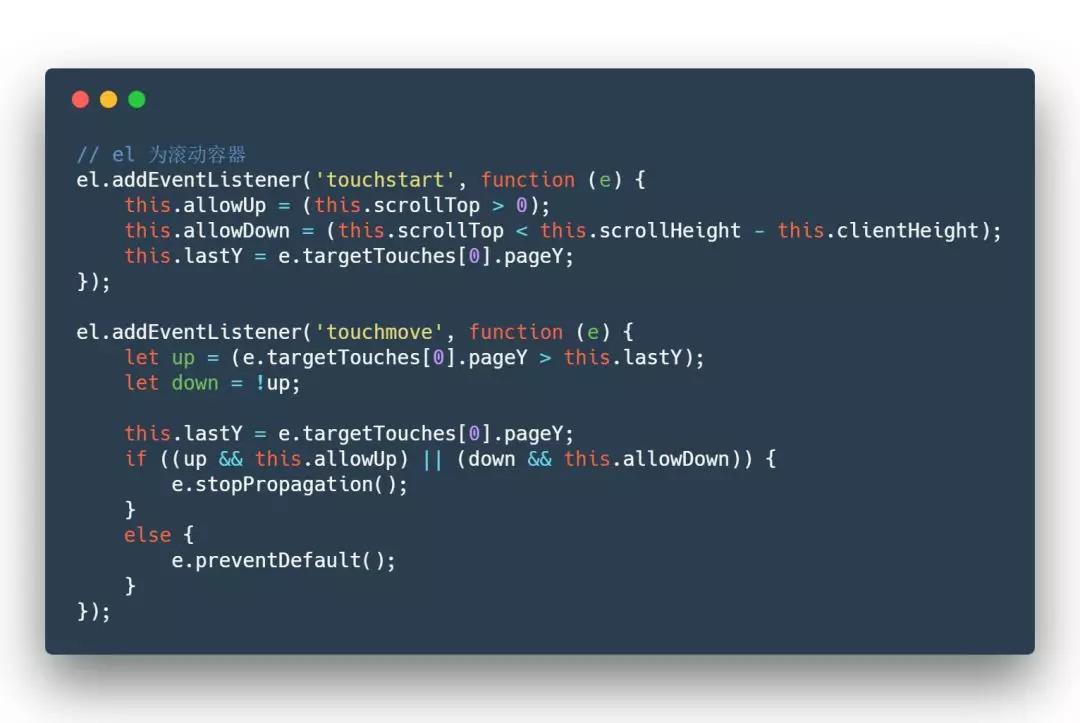 // el 为滚动容器
el.addEventListener('touchstart', function (e) {
    this.allowUp = (this.scrollTop > 0);
    this.allowDown = (this.scrollTop < this.scrollHeight - this.clientHeight);
    this.lastY = e.targetTouches[0].pageY;
});

el.addEventListener('touchmove', function (e) {
    let up = (e.targetTouches[0].pageY > this.lastY);
    let down = !up;

    this.lastY = e.targetTouches[0].pageY;
    if ((up && this.allowUp) || (down && this.allowDown)) {
        e.stopPropagation();
    }
    else {
        e.preventDefault();
    }
});